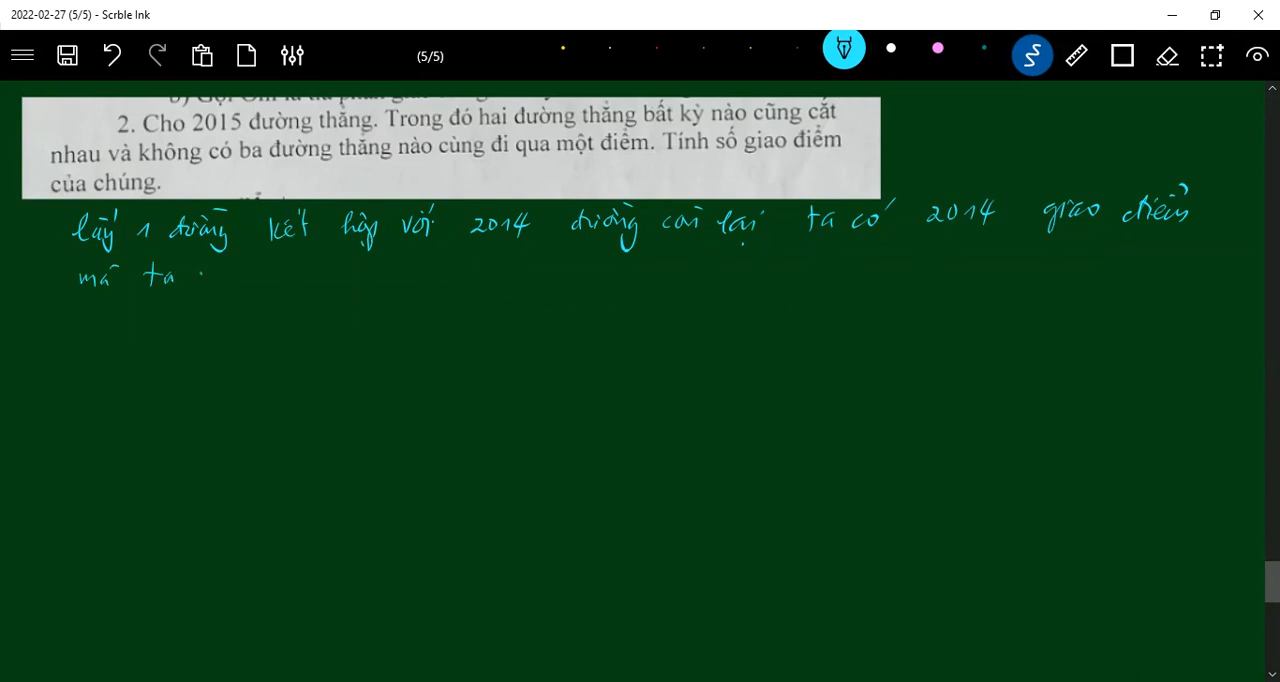 2022-02-27 (5/5) - Scrble Ink
(5/5)
2. Cho 2015 đường thẳng. Trong đó hai đường thẳng bất kỳ nào cũng cắt
nhau và không có ba đường thẳng nào cùng đi qua một điểm. Tính số giao điểm
của chúng.
lấy 1 đường kết hợp với 2014 đường còn lại ta có 2014 giao điểm
mà ta